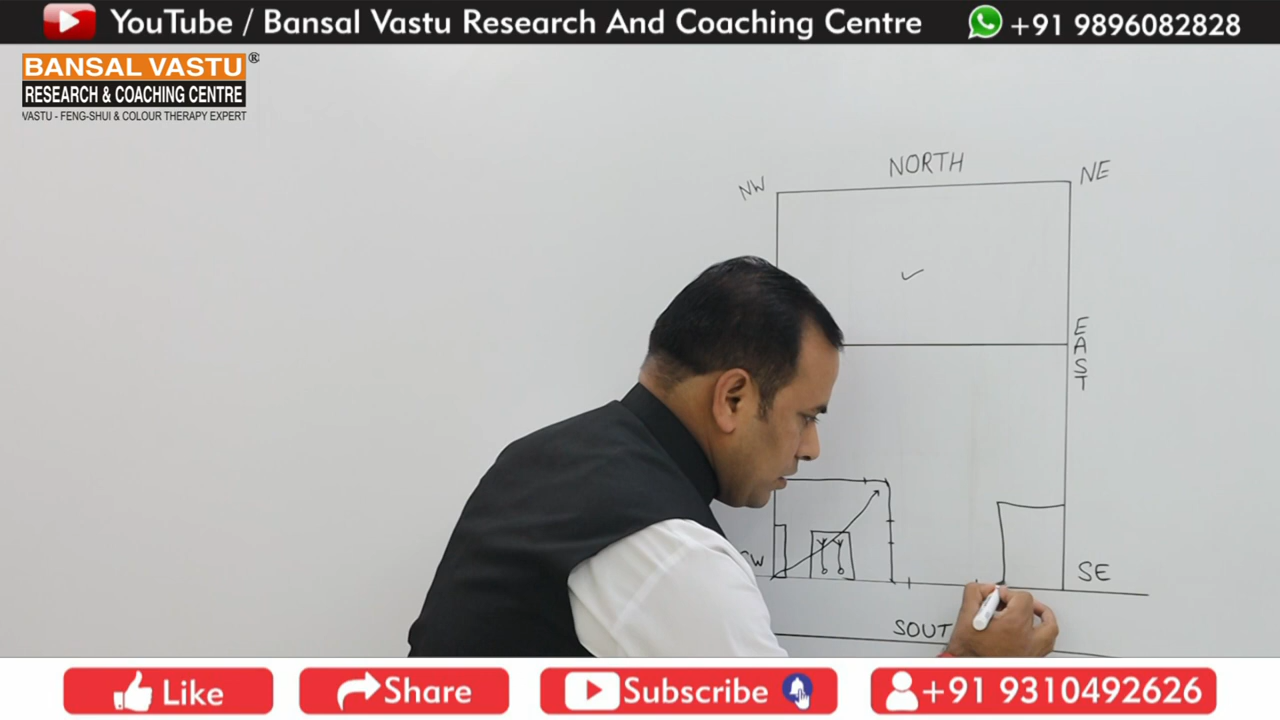 YouTube / Bansal Vastu Research And Coaching Centre
+91 9896082828
BANSAL VASTU®
RESEARCH & COACHING CENTRE
VASTU - FENG-SHUI & COLOUR THERAPY EXPERT
NORTH
NW
NE
EAST
SE
SOUT
Like
Share
Subscribe
+91 9310492626